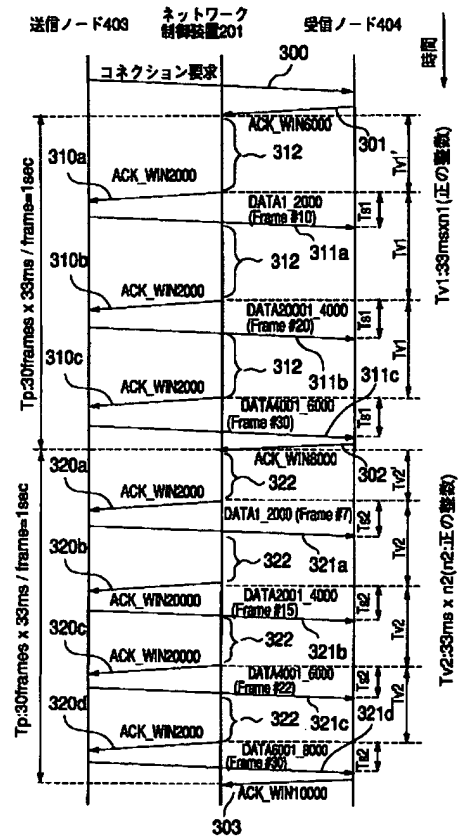 送信ノード403
ネットワーク
制御装置201
受信ノード404
時間
コネクション要求
300
ACK_WIN6000
301
310a
ACK_WIN2000
312
Tv1'
DATA1_2000
(Frame #10)
Ts1
311a
312
Tv1
Tv1:33msxn1(正の整数)
310b
ACK_WIN2000
DATA20001_4000
(Frame #20)
Ts1
311b
312
Tv1
310c
ACK_WIN2000
311c
DATA4001_6000
(Frame #30)
Ts1
Tp:30frames x 33ms / frame=1sec
ACK_WIN8000
302
320a
322
Tv2'
ACK_WIN2000
DATA1_2000 (Frame #7)
Ts2
321a
320b
322
Tv2
ACK_WIN20000
DATA2001_4000
(Frame #15)
Ts2
321b
320c
322
Tv2
ACK_WIN20000
DATA4001_6000
(Frame #22)
Ts2
321c
320d
322
321d
Tv2
ACK_WIN2000
DATA6001_8000
(Frame #30)
Ts2
Tv2:33ms x n2(n2:正の整数)
Tp:30frames x 33ms / frame=1sec
ACK_WIN10000
303